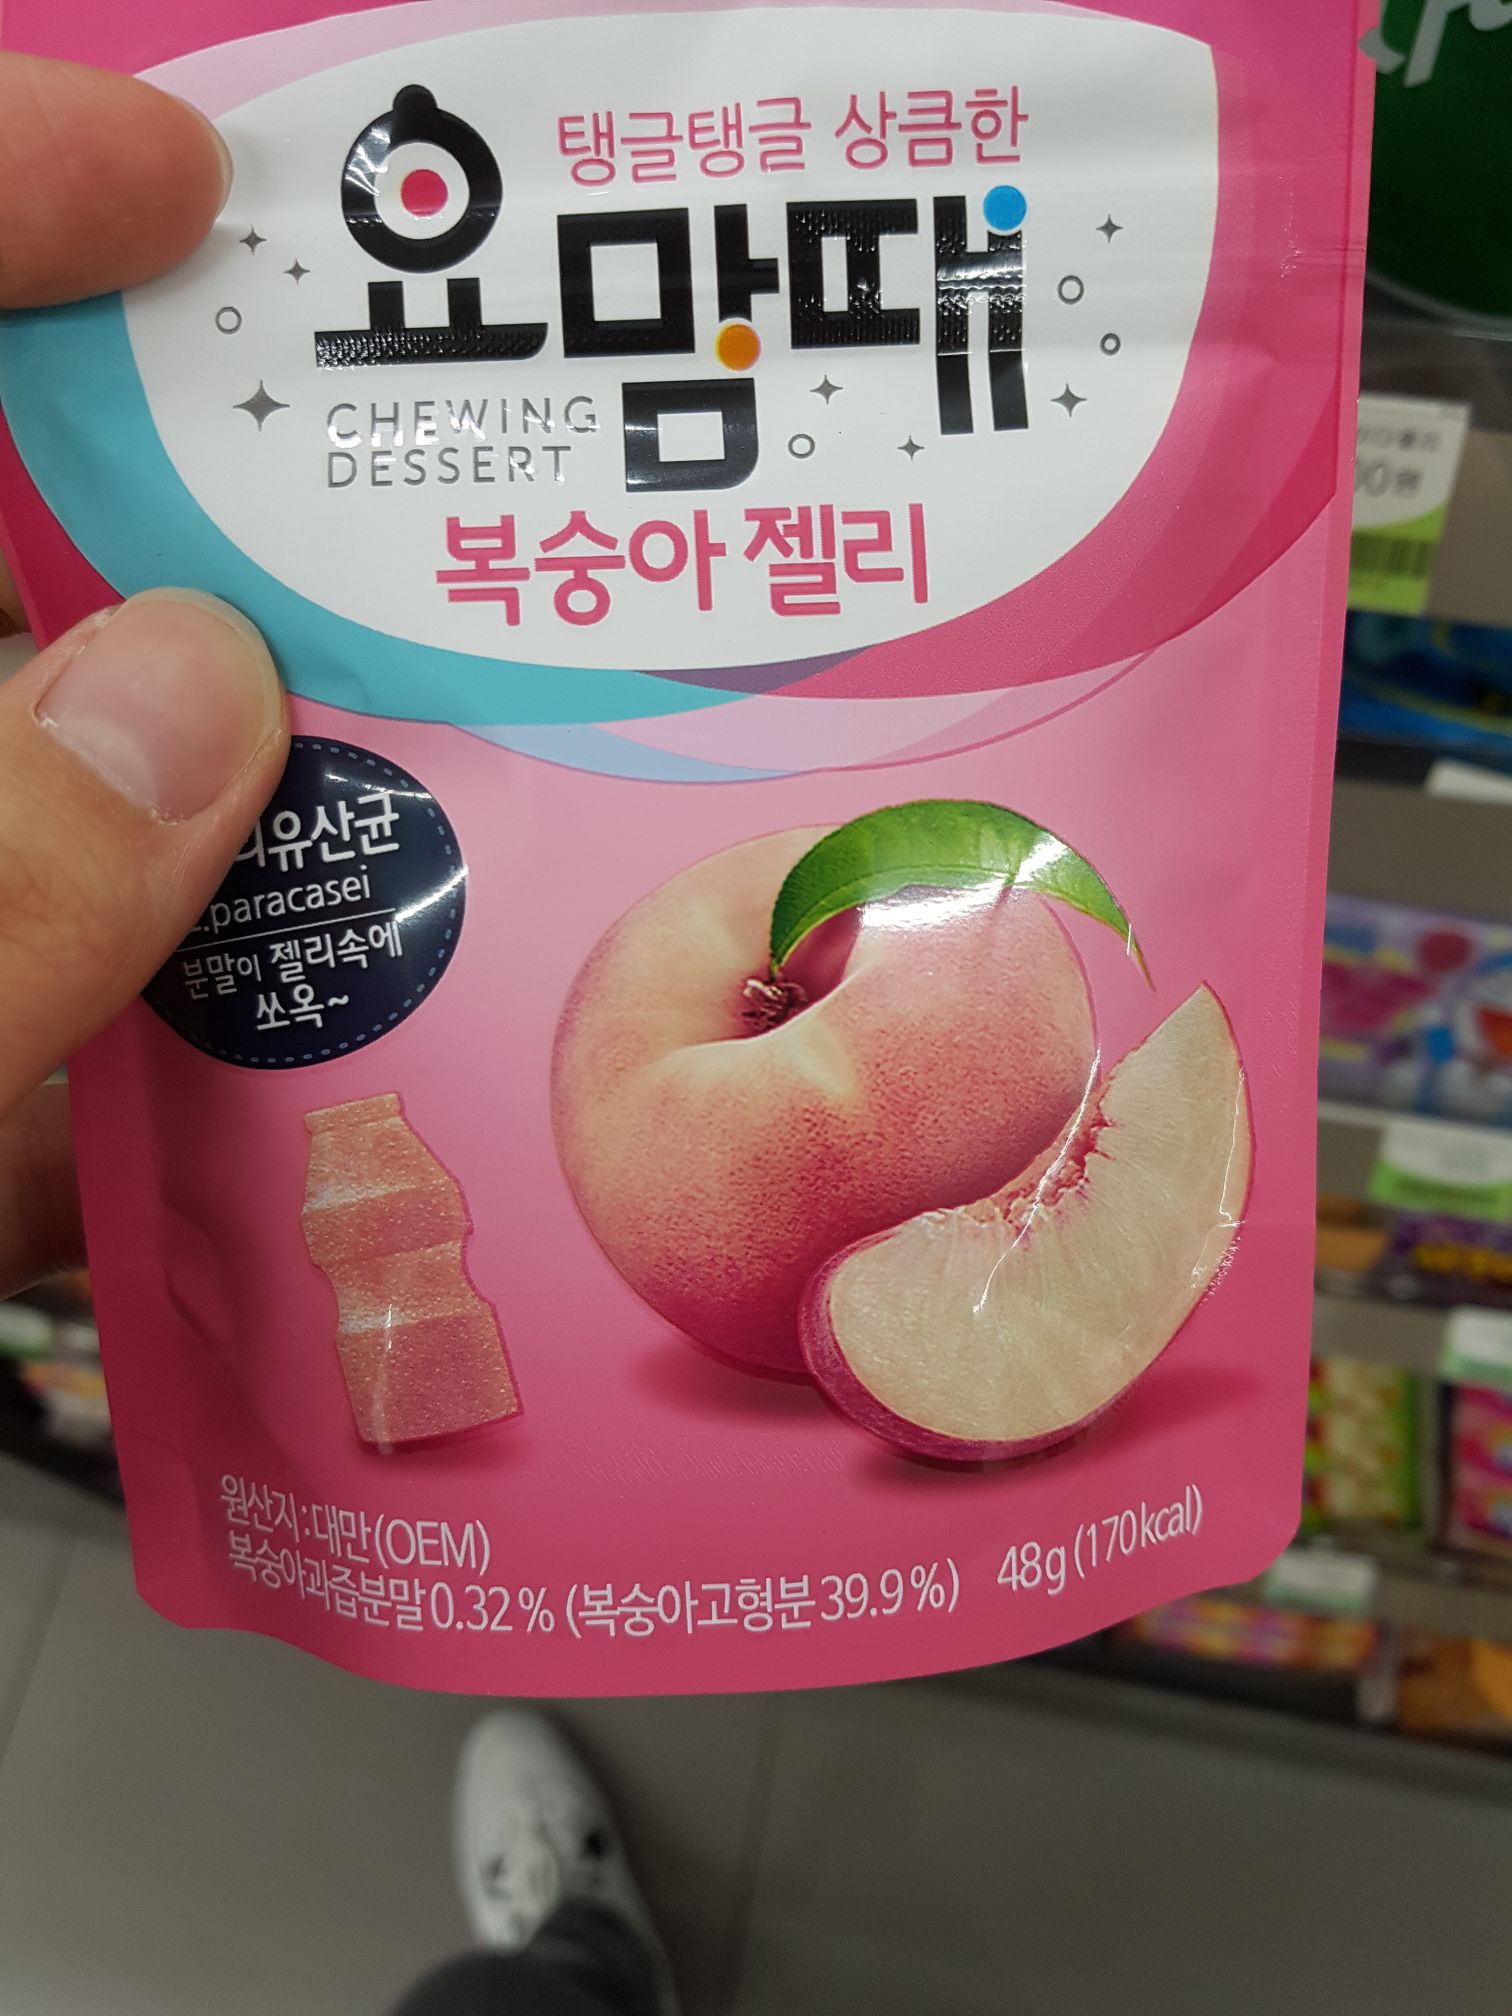 탱글탱글 상큼한
요맘때
CHEWING
DESSERT
복숭아 젤리
유산균
paracasei
분말이 젤리속에
쏘옥~
원산지:대만(OEM)
복숭아과즙분말0.32% (복숭아고형분39.9%) 48g(170kcal)